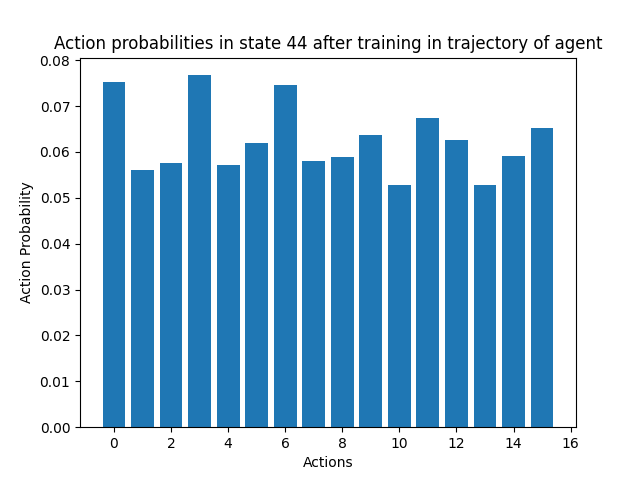 Action probabilities in state 44 after training in trajectory of agent
0.08
0.07
0.06
0.05
0.04
0.03
0.02
0.01
0.00
Action Probability
0 2 4 6 8 10 12 14 16
Actions